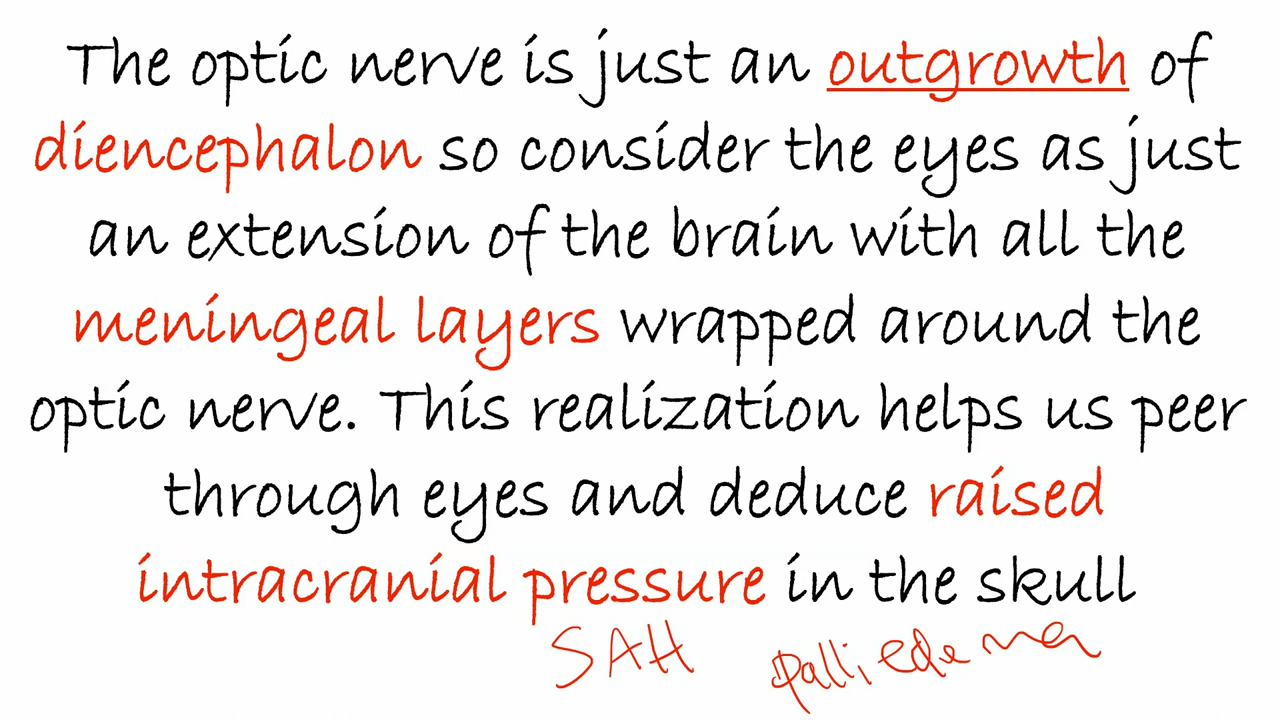 The optic nerve is just an outgrowth of
diencephalon so consider the eyes as just
an extension of the brain with all the
meningeal layers wrapped around the
optic nerve. This realization helps us peer
through eyes and deduce raised
intracranial pressure in the skull
SAH